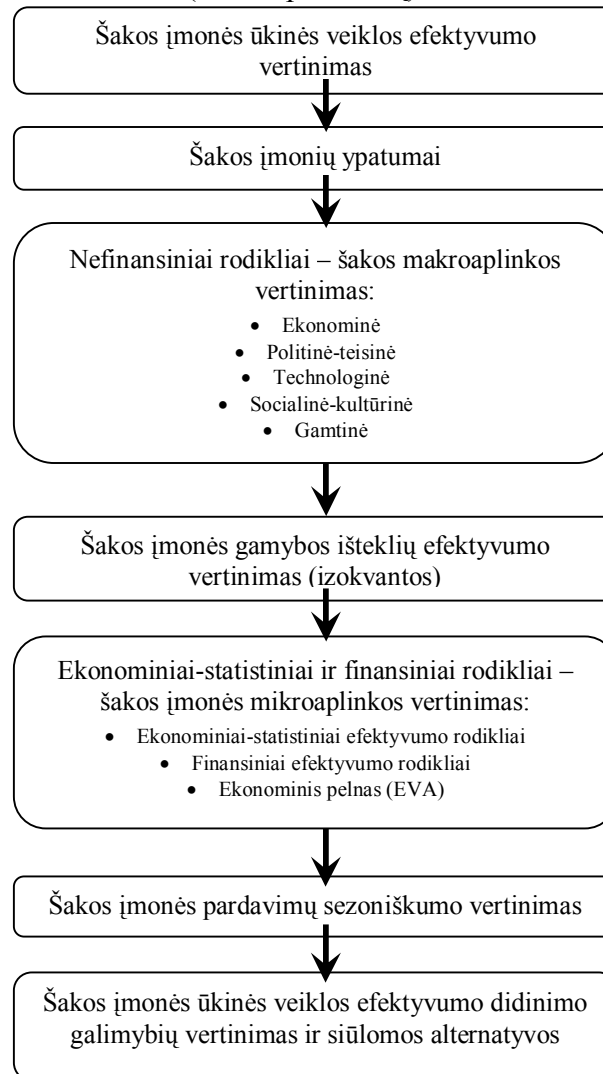 Šakos įmonės ūkinės veiklos efektyvumo
vertinimas
Šakos įmonių ypatumai
Nefinansiniai rodikliai – šakos makroaplinkos
vertinimas:
• Ekonominė
• Politinė-teisinė
• Technologinė
• Socialinė-kultūrinė
• Gamtinė
Šakos įmonės gamybos išteklių efektyvumo
vertinimas (izokvantos)
Ekonominiai-statistiniai ir finansiniai rodikliai –
šakos įmonės mikroaplinkos vertinimas:
• Ekonominiai-statistiniai efektyvumo rodikliai
• Finansiniai efektyvumo rodikliai
• Ekonominis pelnas (EVA)
Šakos įmonės pardavimų sezoniškumo vertinimas
Šakos įmonės ūkinės veiklos efektyvumo didinimo
galimybių vertinimas ir siūlomos alternatyvos